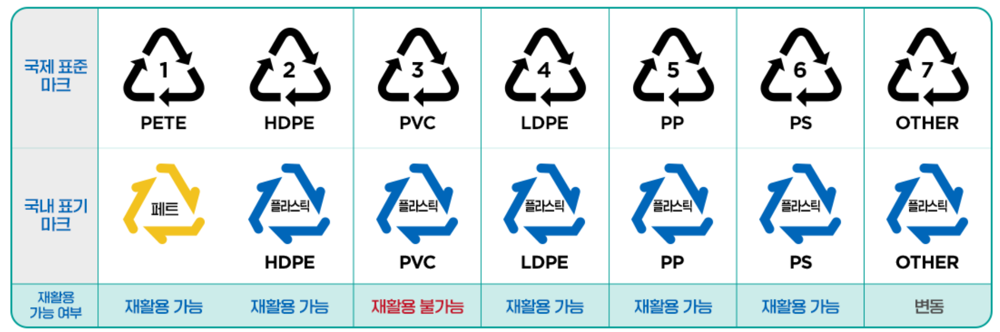 국제 표준
마크
1
2
3
4
5
6
7
PETE
HDPE
PVC
LDPE
PP
PS
OTHER
국내 표기
마크
페트
플라스틱
플라스틱
플라스틱
플라스틱
플라스틱
플라스틱
HDPE
PVC
LDPE
PP
PS
OTHER
재활용
가능 여부
재활용 가능
재활용 가능
재활용 불가능
재활용 가능
재활용 가능
재활용 가능
변동